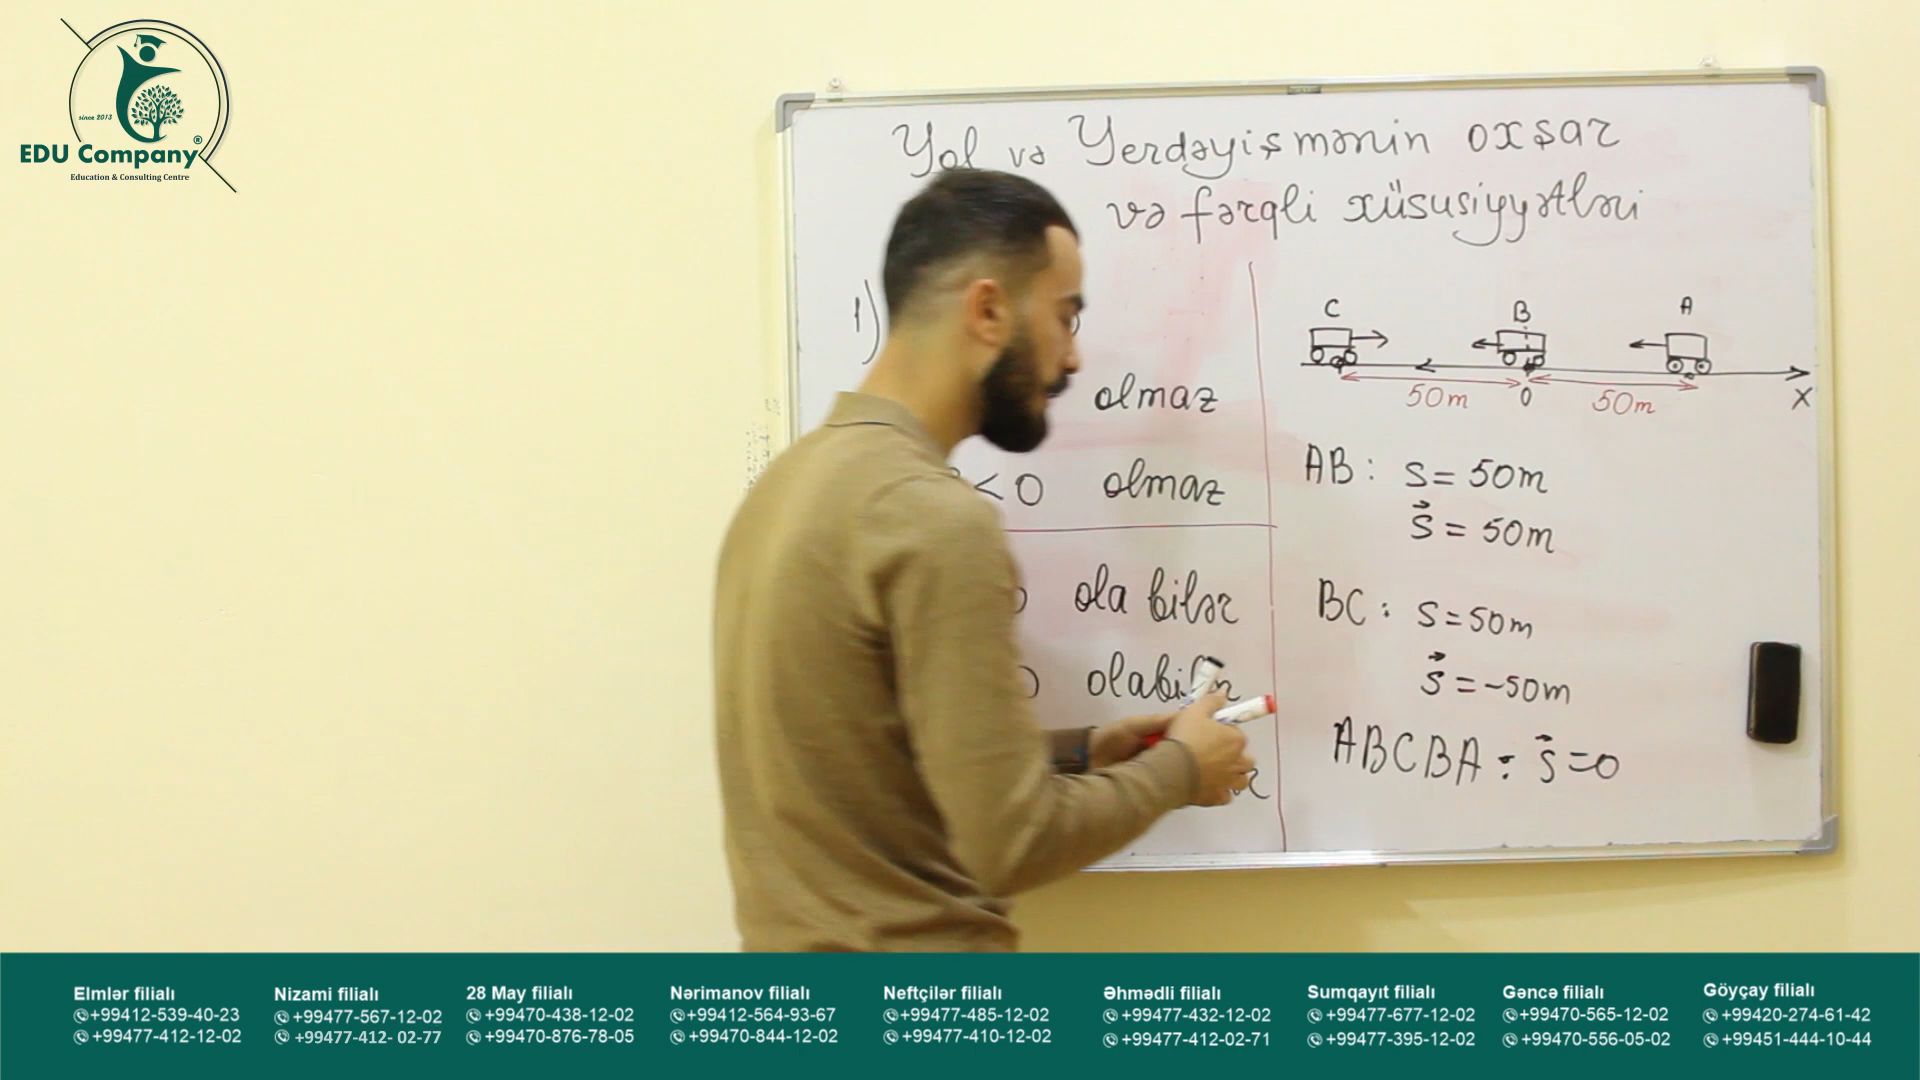 since 2013
EDU Company®
Education & Consulting Centre
Yol və Yerdəyişmənin oxşar
və fərqli xüsusiyyətləri
1)
olmaz
< 0 olmaz
ola bilər
olabilər
C B A
50m 0 50m X
AB: S = 50m
S⃗ = 50m
BC: S = 50m
S⃗ = -50m
ABCBA: S⃗ = 0
Elmlər filialı
+99412-539-40-23
+99477-412-12-02
Nizami filialı
+99477-567-12-02
+99477-412- 02-77
28 May filialı
+99470-438-12-02
+99470-876-78-05
Nərimanov filialı
+99412-564-93-67
+99470-844-12-02
Neftçilər filialı
+99477-485-12-02
+99477-410-12-02
Əhmədli filialı
+99477-432-12-02
+99477-412-02-71
Sumqayıt filialı
+99477-677-12-02
+99477-395-12-02
Gəncə filialı
+99470-565-12-02
+99470-556-05-02
Göyçay filialı
+99420-274-61-42
+99451-444-10-44